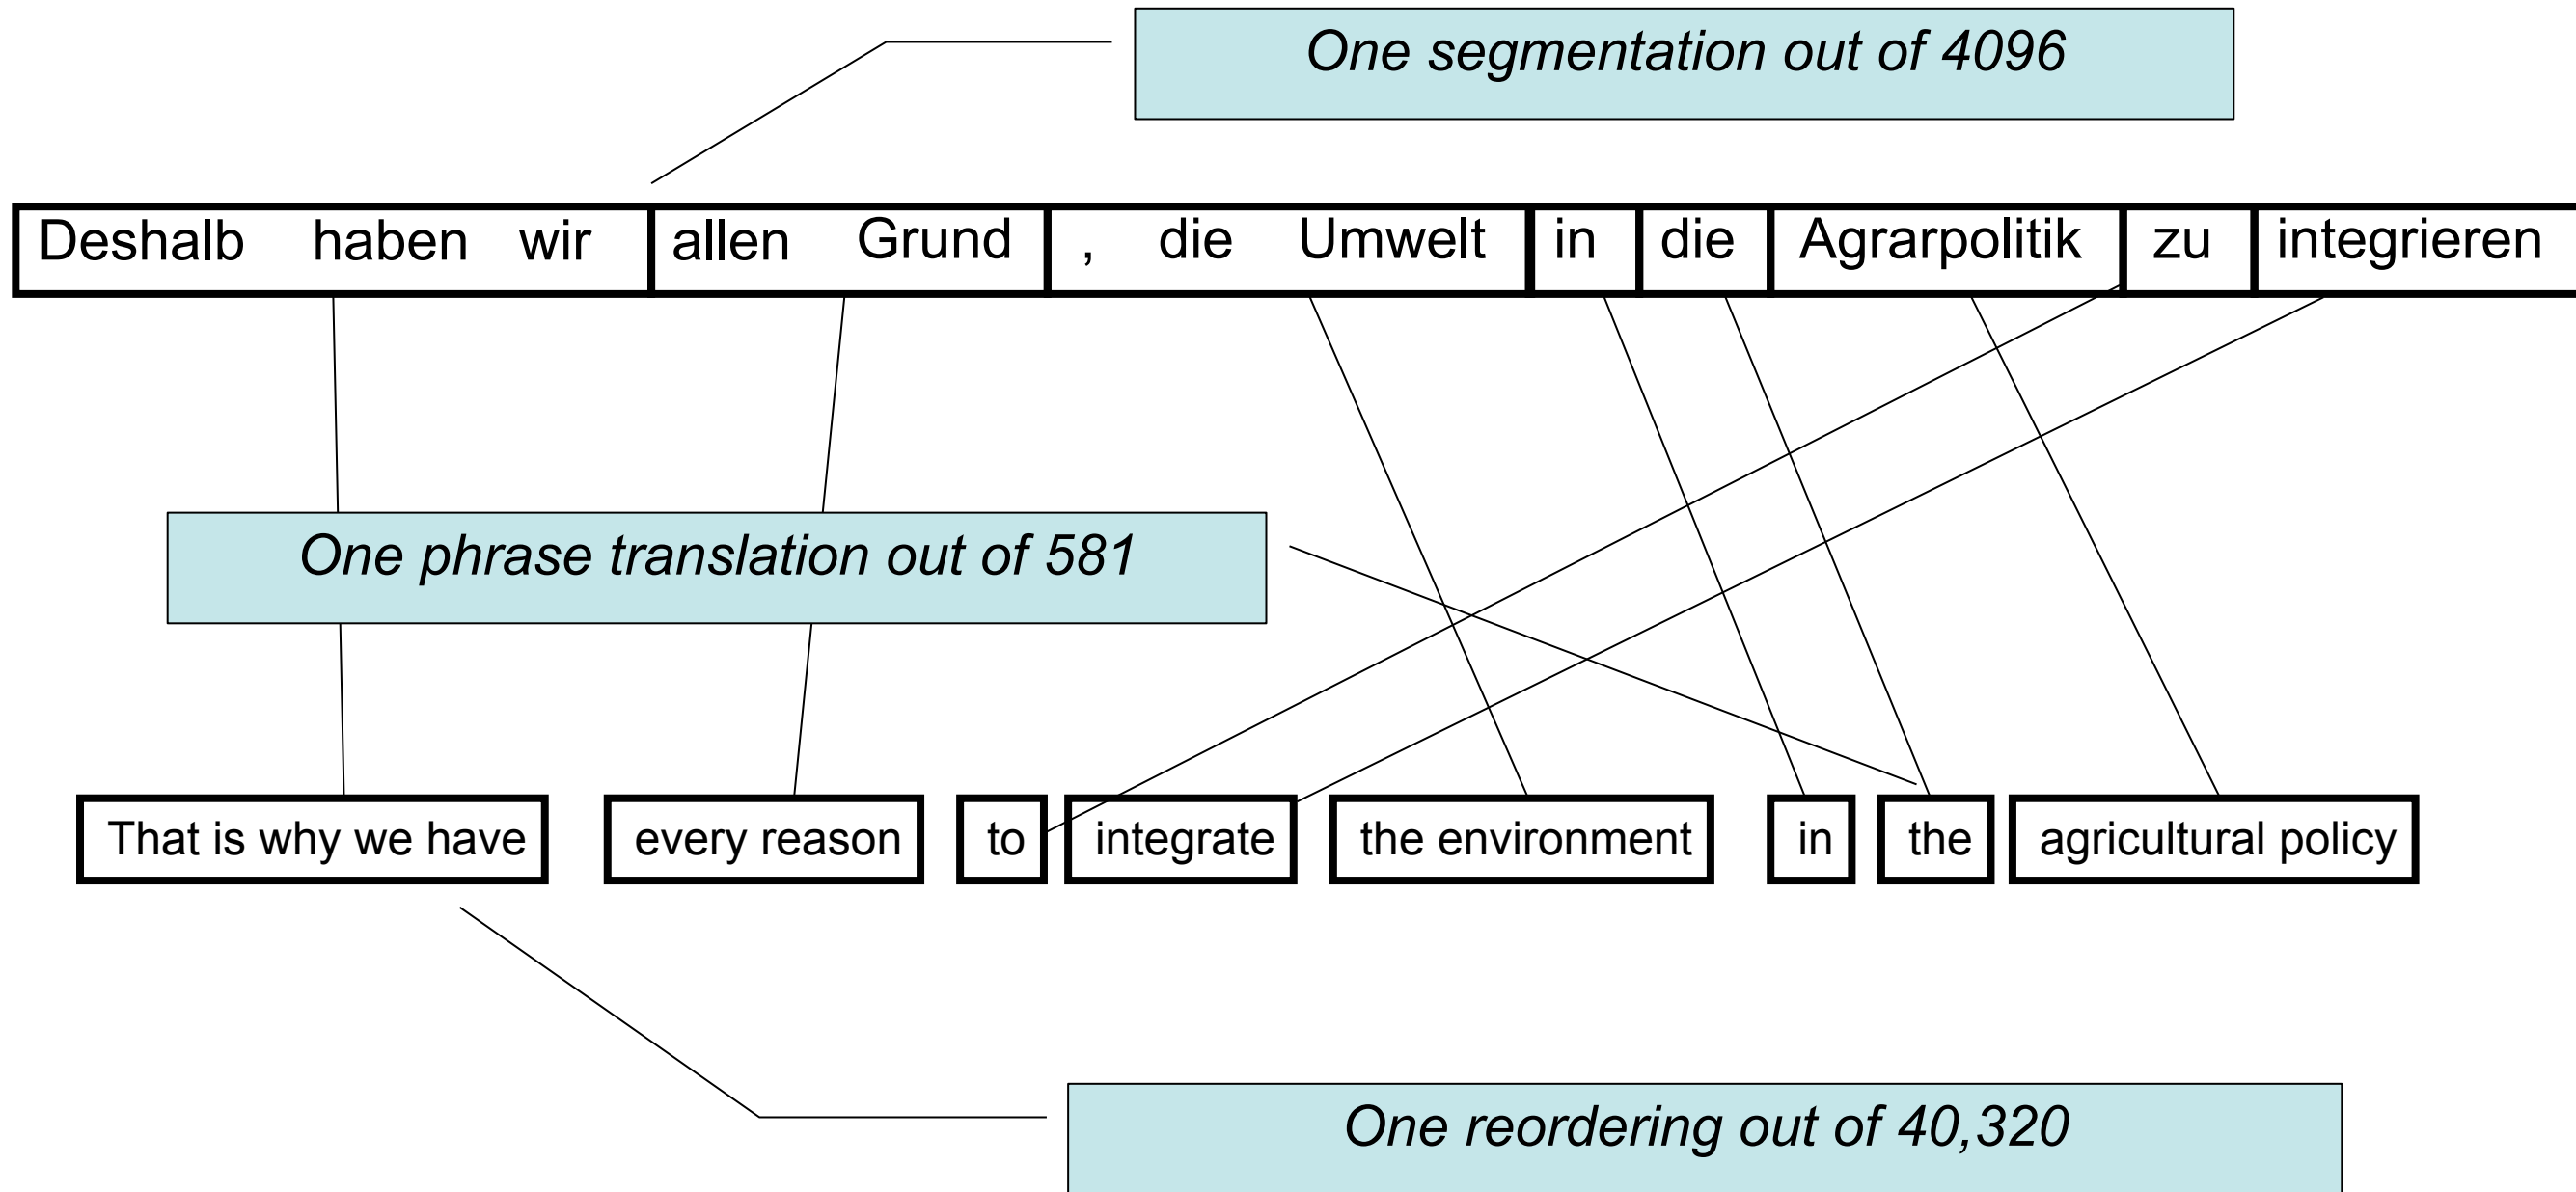 One segmentation out of 4096
Deshalb haben wir allen Grund , die Umwelt in die Agrarpolitik zu integrieren
One phrase translation out of 581
That is why we have every reason to integrate the environment in the agricultural policy
One reordering out of 40,320